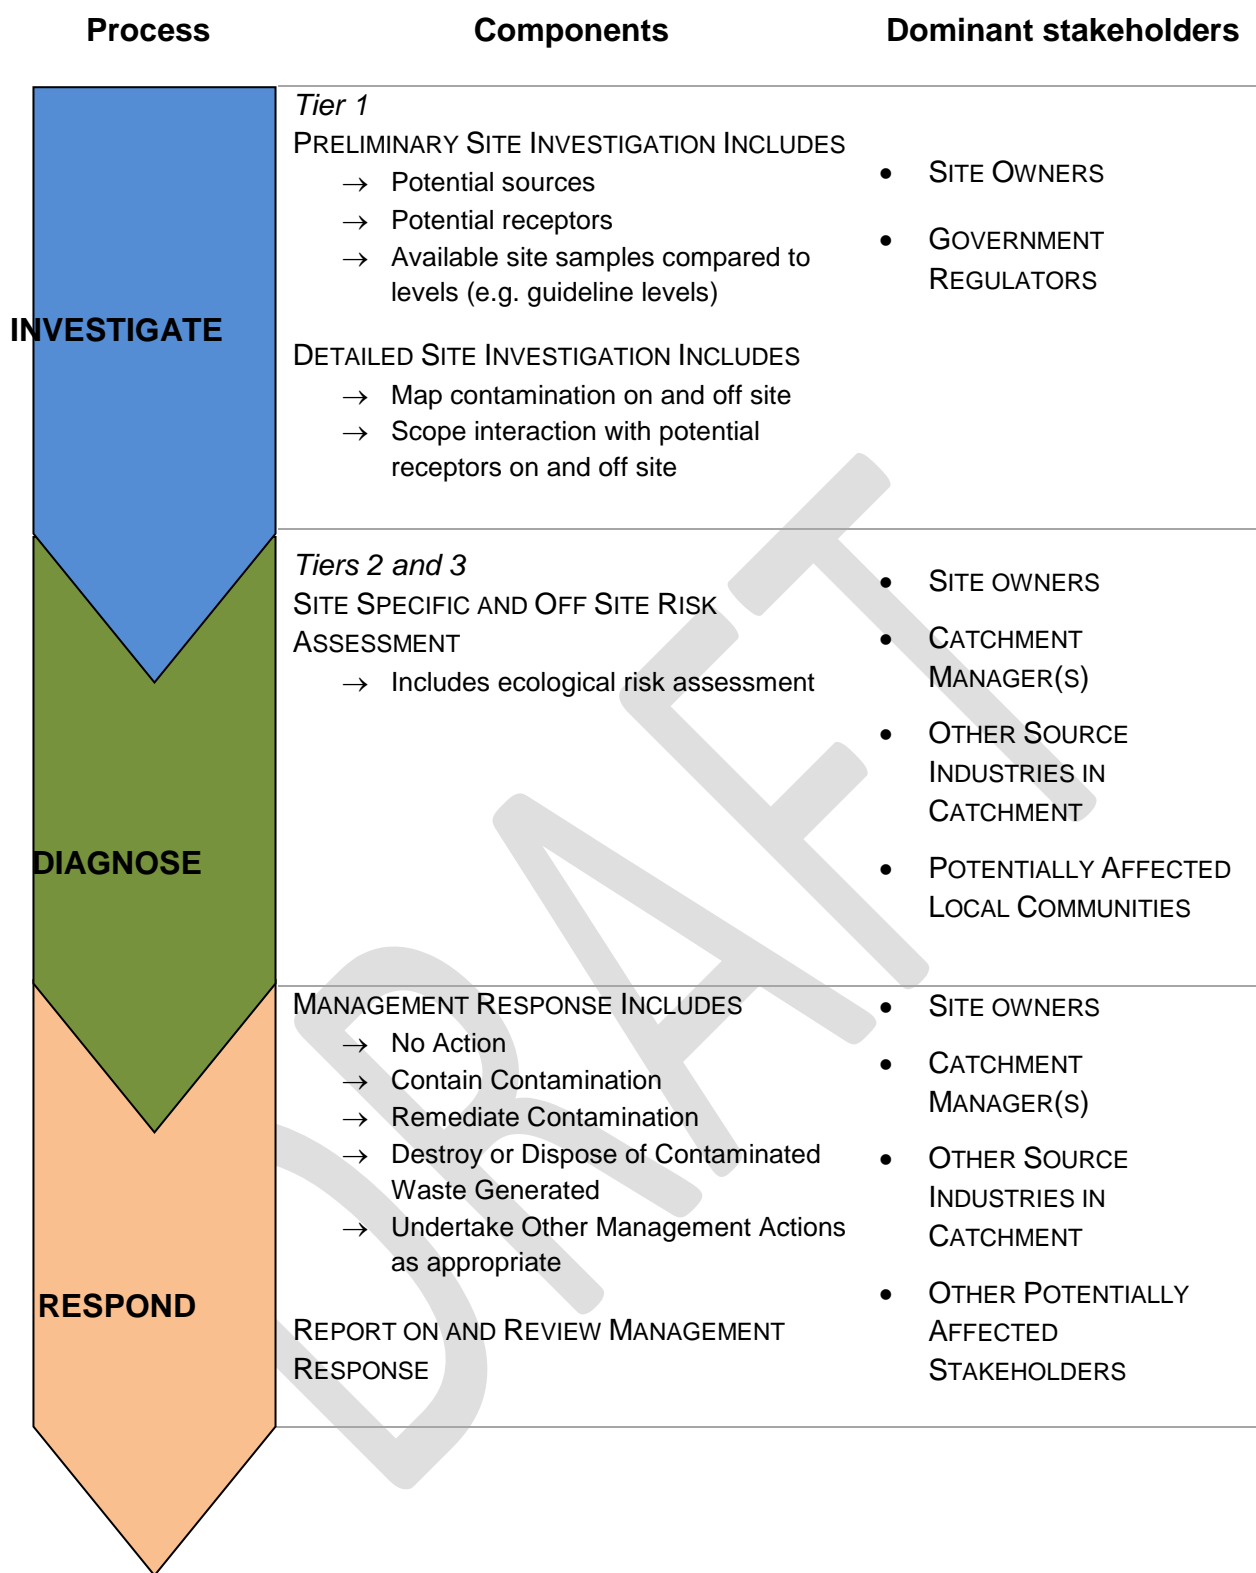 Process Components Dominant stakeholders
Tier 1
PRELIMINARY SITE INVESTIGATION INCLUDES
→ Potential sources
→ Potential receptors
→ Available site samples compared to
levels (e.g. guideline levels)
DETAILED SITE INVESTIGATION INCLUDES
→ Map contamination on and off site
→ Scope interaction with potential
receptors on and off site
• SITE OWNERS
• GOVERNMENT
REGULATORS
INVESTIGATE
Tiers 2 and 3
SITE SPECIFIC AND OFF SITE RISK
ASSESSMENT
→ Includes ecological risk assessment
• SITE OWNERS
• CATCHMENT
MANAGER(S)
• OTHER SOURCE
INDUSTRIES IN
CATCHMENT
• POTENTIALLY AFFECTED
LOCAL COMMUNITIES
DIAGNOSE
MANAGEMENT RESPONSE INCLUDES
→ No Action
→ Contain Contamination
→ Remediate Contamination
→ Destroy or Dispose of Contaminated
Waste Generated
→ Undertake Other Management Actions
as appropriate
REPORT ON AND REVIEW MANAGEMENT
RESPONSE
• SITE OWNERS
• CATCHMENT
MANAGER(S)
• OTHER SOURCE
INDUSTRIES IN
CATCHMENT
• OTHER POTENTIALLY
AFFECTED
STAKEHOLDERS
RESPOND
DRAFT